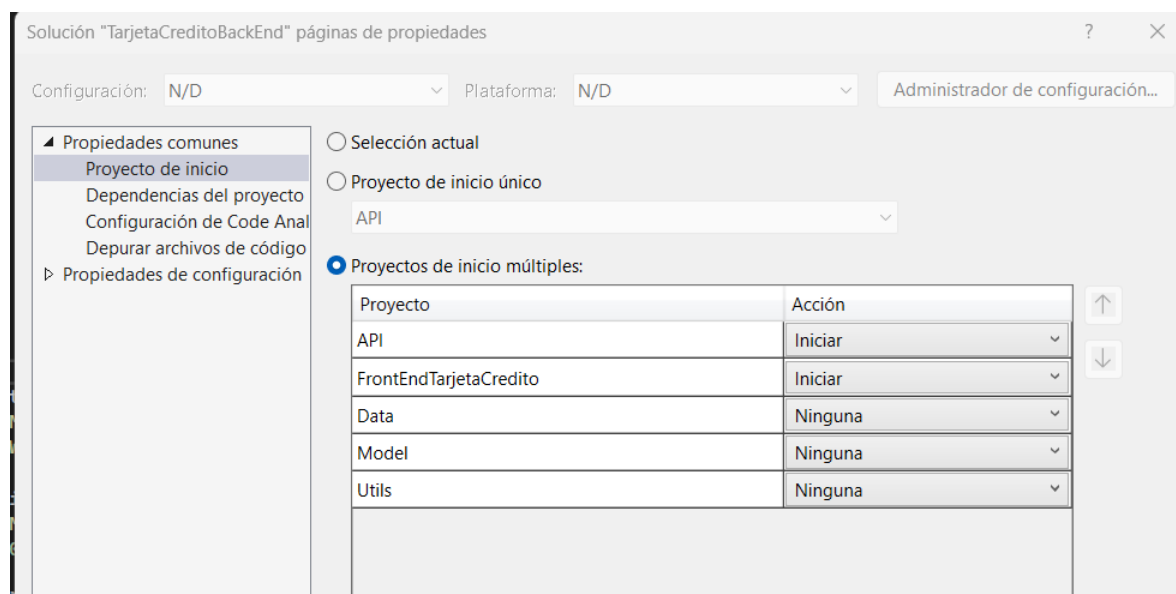 Solución "TarjetaCreditoBackEnd" páginas de propiedades
Configuración: N/D Plataforma: N/D Administrador de configuración...
Propiedades comunes
Proyecto de inicio
Dependencias del proyecto
Configuración de Code Anal
Depurar archivos de código
Propiedades de configuración
Selección actual
Proyecto de inicio único
API
Proyectos de inicio múltiples:
Proyecto Acción
API Iniciar
FrontEndTarjetaCredito Iniciar
Data Ninguna
Model Ninguna
Utils Ninguna